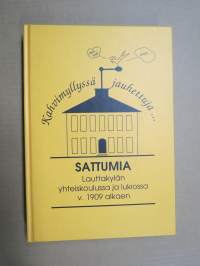 Kahvimyllyssä jauhettuja...
SATTUMIA
Lauttakylän
yhteiskoulussa ja lukiossa
v. 1909 alkaen